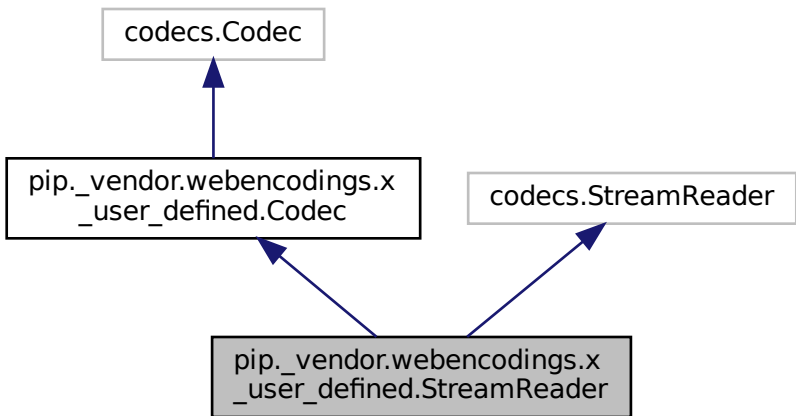 codecs.Codec
pip._vendor.webencodings.x
_user_defined.Codec
codecs.StreamReader
pip._vendor.webencodings.x
_user_defined.StreamReader